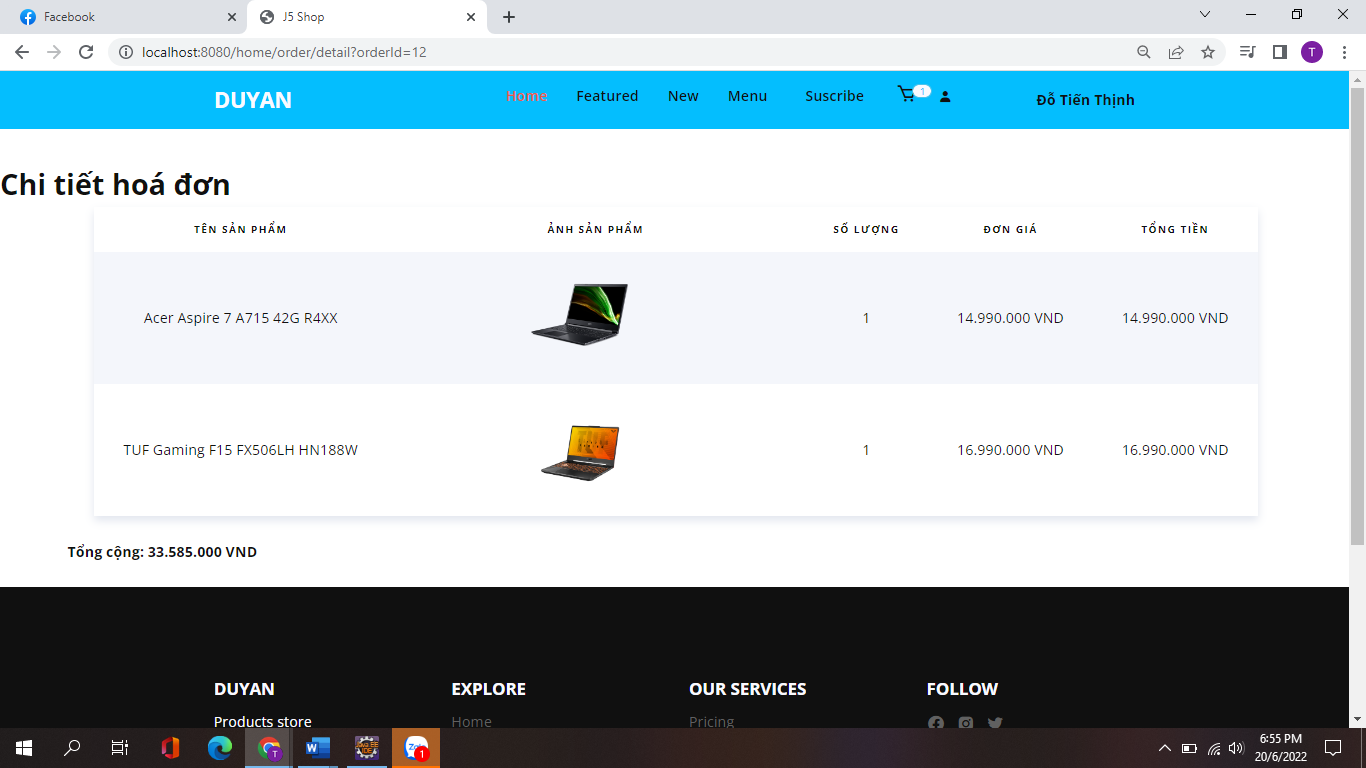 Facebook
J5 Shop
localhost:8080/home/order/detail?orderId=12
T
DUYAN
Home Featured New Menu Suscribe 1 Đỗ Tiến Thịnh
Chi tiết hoá đơn
TÊN SẢN PHẨM ẢNH SẢN PHẨM SỐ LƯỢNG ĐƠN GIÁ TỔNG TIỀN
Acer Aspire 7 A715 42G R4XX 1 14.990.000 VND 14.990.000 VND
TUF Gaming F15 FX506LH HN188W 1 16.990.000 VND 16.990.000 VND
Tổng cộng: 33.585.000 VND
DUYAN EXPLORE OUR SERVICES FOLLOW
Products store Home Pricing
6:55 PM
20/6/2022